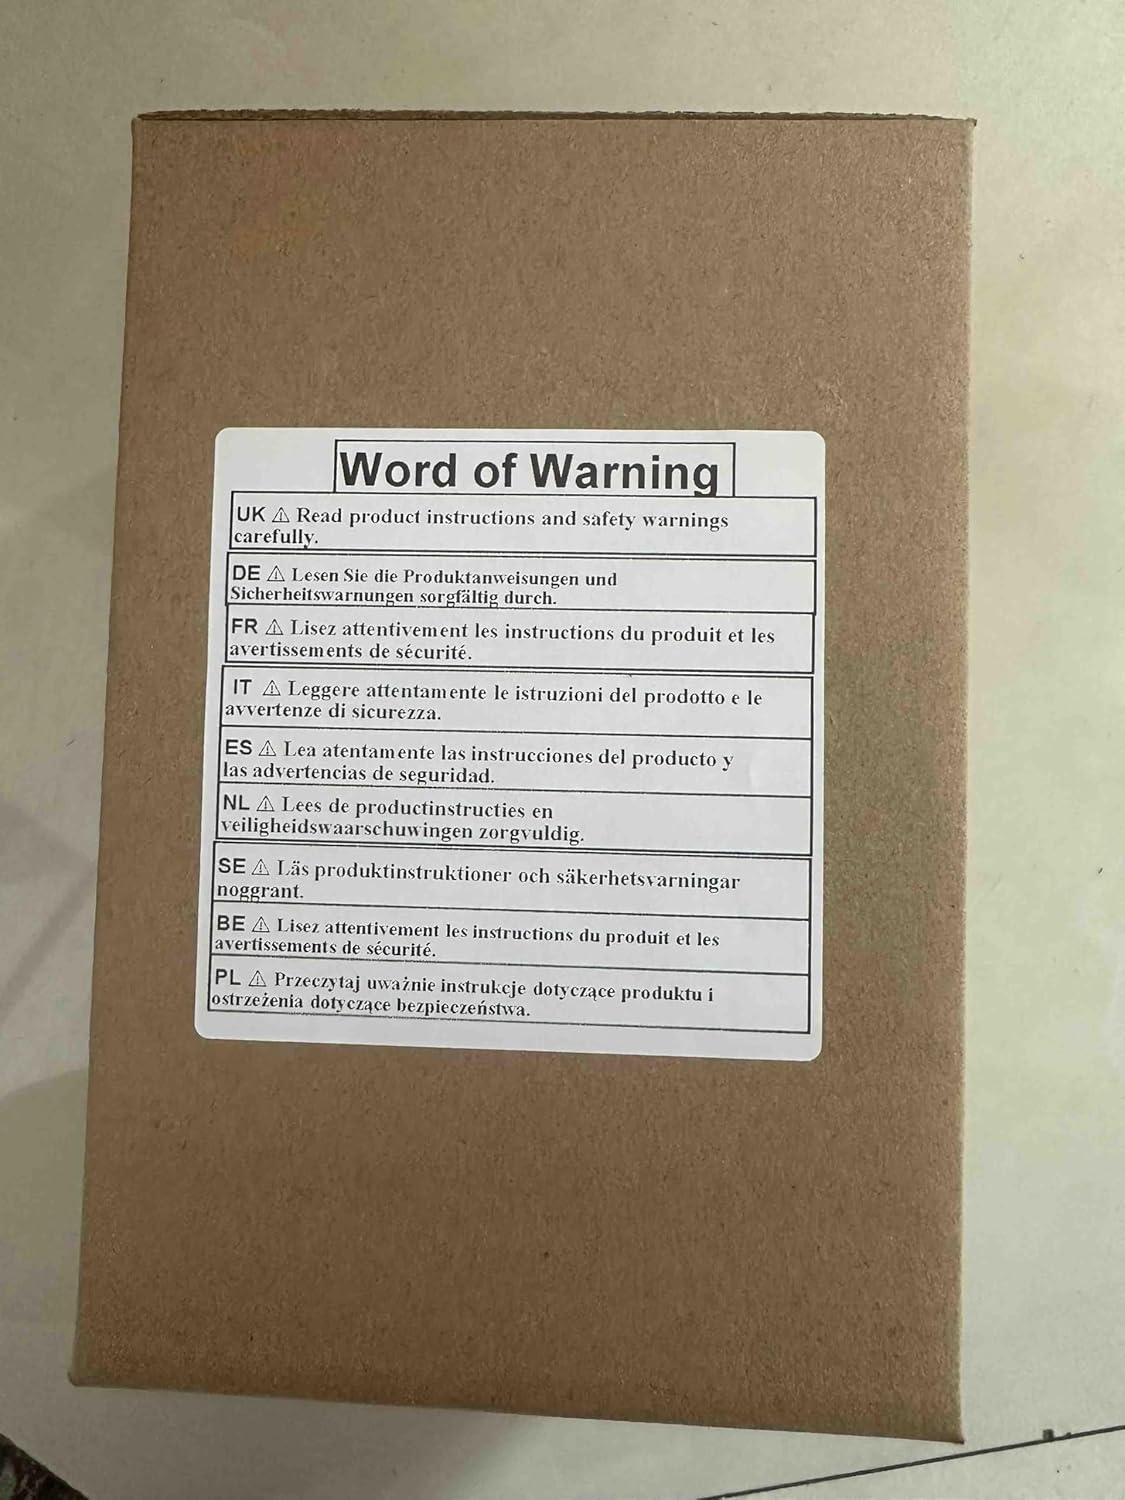 Word of Warning
UK ⚠ Read product instructions and safety warnings
carefully.
DE ⚠ Lesen Sie die Produktanweisungen und
Sicherheitswarnungen sorgfältig durch.
FR ⚠ Lisez attentivement les instructions du produit et les
avertissements de sécurité.
IT ⚠ Leggere attentamente le istruzioni del prodotto e le
avvertenze di sicurezza.
ES ⚠ Lea atentamente las instrucciones del producto y
las advertencias de seguridad.
NL ⚠ Lees de productinstructies en
veiligheidswaarschuwingen zorgvuldig.
SE ⚠ Läs produktinstruktioner och säkerhetsvarningar
noggrant.
BE ⚠ Lisez attentivement les instructions du produit et les
avertissements de sécurité.
PL ⚠ Przeczytaj uważnie instrukcje dotyczące produktu i
ostrzeżenia dotyczące bezpieczeństwa.